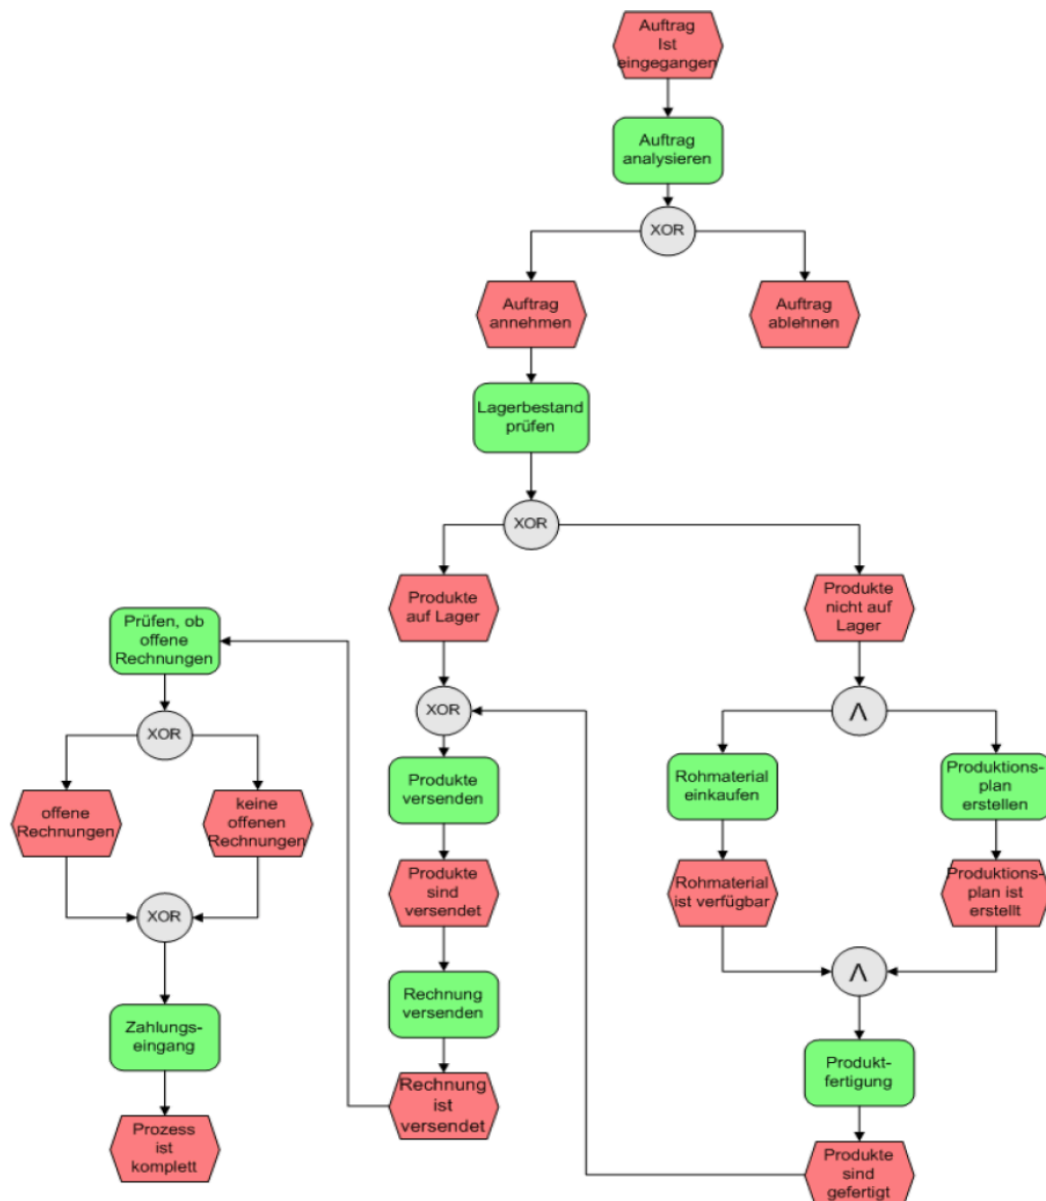 Auftrag
Ist
eingegangen
Auftrag
analysieren
XOR
Auftrag
annehmen
Auftrag
ablehnen
Lagerbestand
prüfen
XOR
Produkte
auf Lager
Produkte
nicht auf
Lager
Prüfen, ob
offene
Rechnungen
XOR
XOR
Λ
offene
Rechnungen
keine
offenen
Rechnungen
Produkte
versenden
Rohmaterial
einkaufen
Produktions-
plan
erstellen
XOR
Produkte
sind
versendet
Rohmaterial
ist verfügbar
Produktions-
plan ist
erstellt
Λ
Zahlungs-
eingang
Rechnung
versenden
Produkt-
fertigung
Prozess
ist
komplett
Rechnung
ist
versendet
Produkte
sind
gefertigt